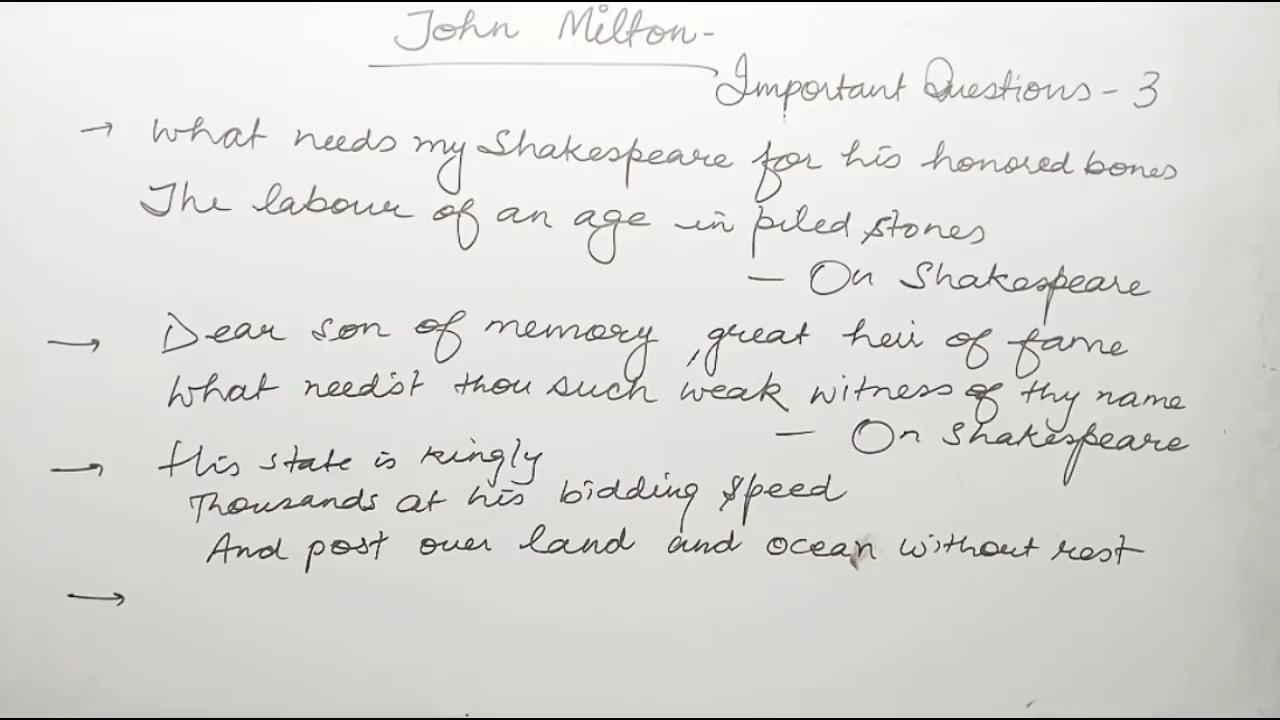 John Milton-
Important Questions - 3
→ What needs my Shakespeare for his honored bones
The labour of an age in piled stones
— On Shakespeare
→ Dear son of memory, great heir of fame
What need'st thou such weak witness of thy name
— On Shakespeare
→ His state is kingly
Thousands at his bidding speed
And post over land and ocean without rest
→